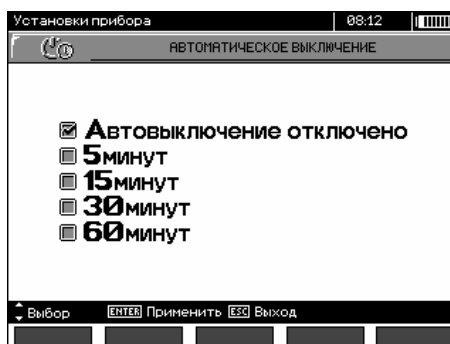 Установки прибора 08:12
АВТОМАТИЧЕСКОЕ ВЫКЛЮЧЕНИЕ
Автовыключение отключено
5минут
15минут
30минут
60минут
Выбор ENTER Применить ESC Выход